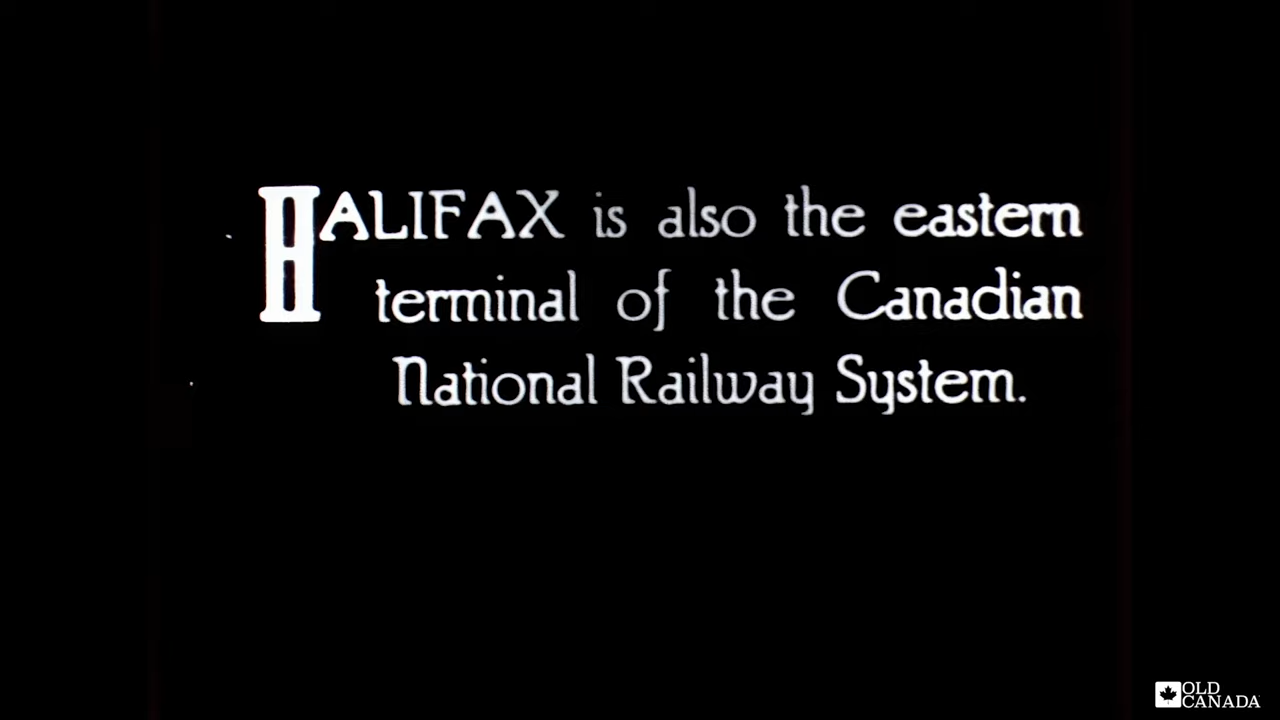 HALIFAX is also the eastern
terminal of the Canadian
National Railway System.
OLD
CANADA